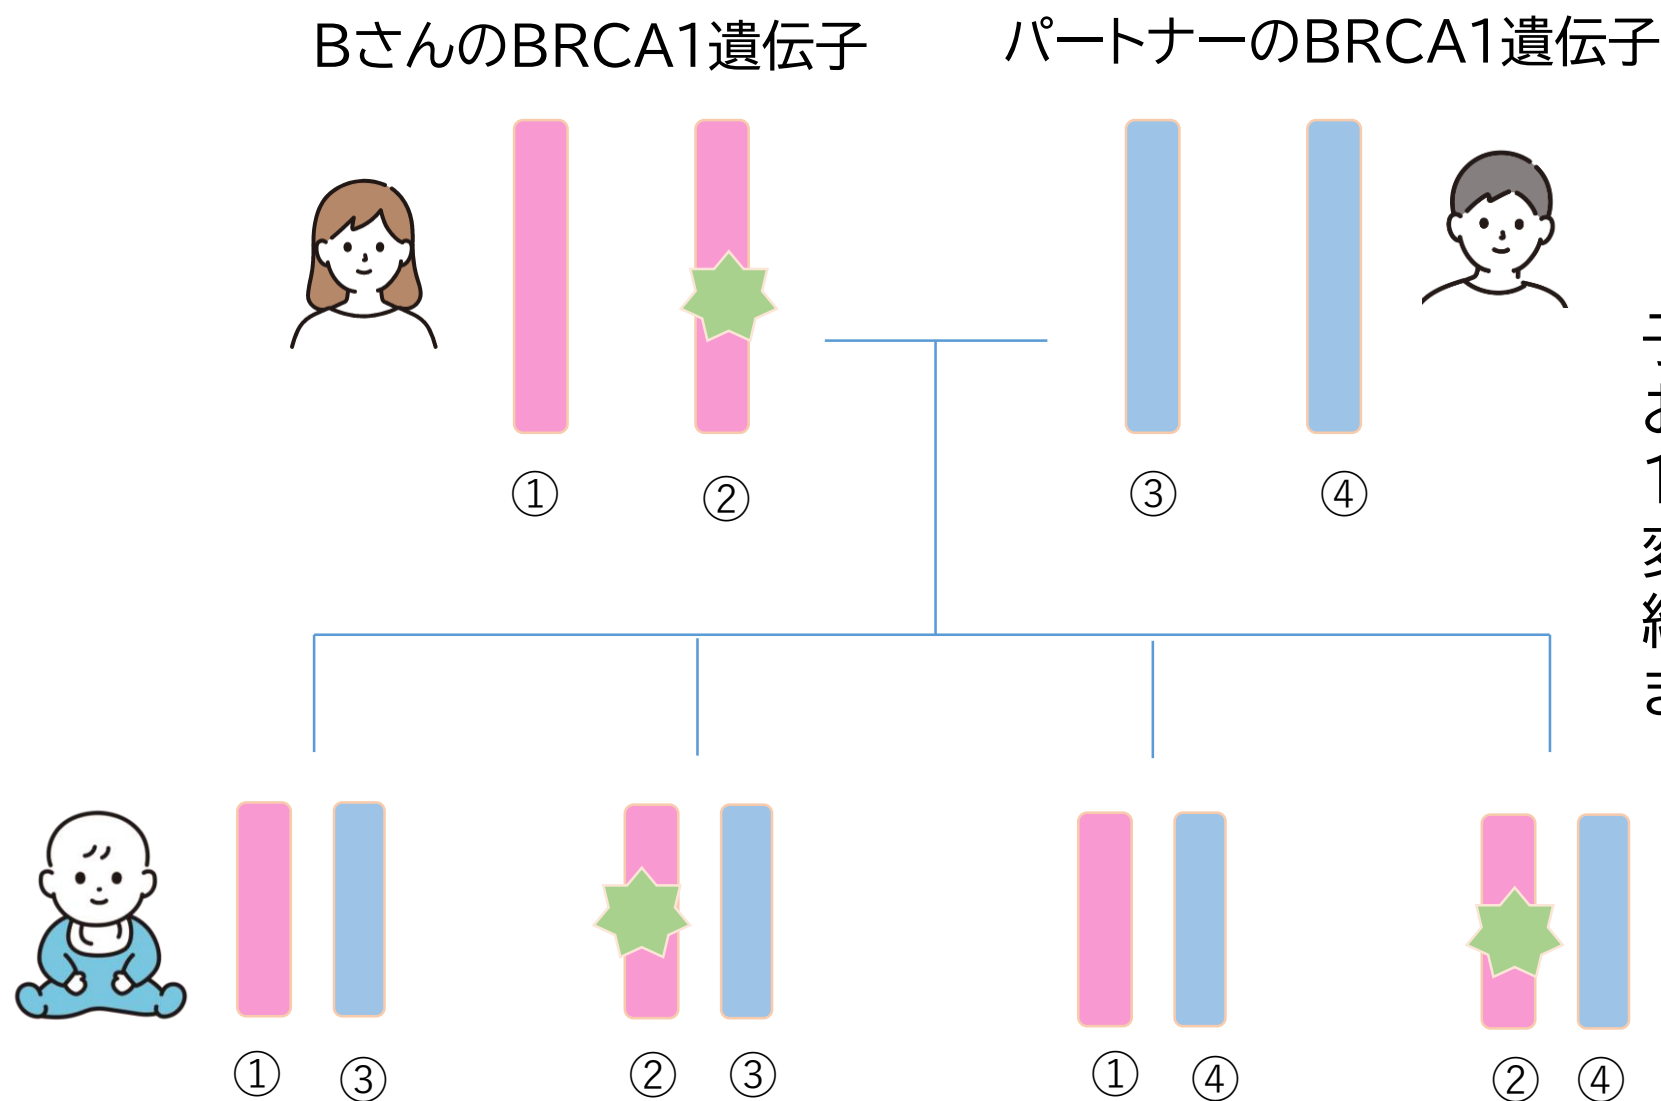 BさんのBRCA1遺伝子
パートナーのBRCA1遺伝子
① ② ③ ④
① ③ ② ③ ① ④ ② ④